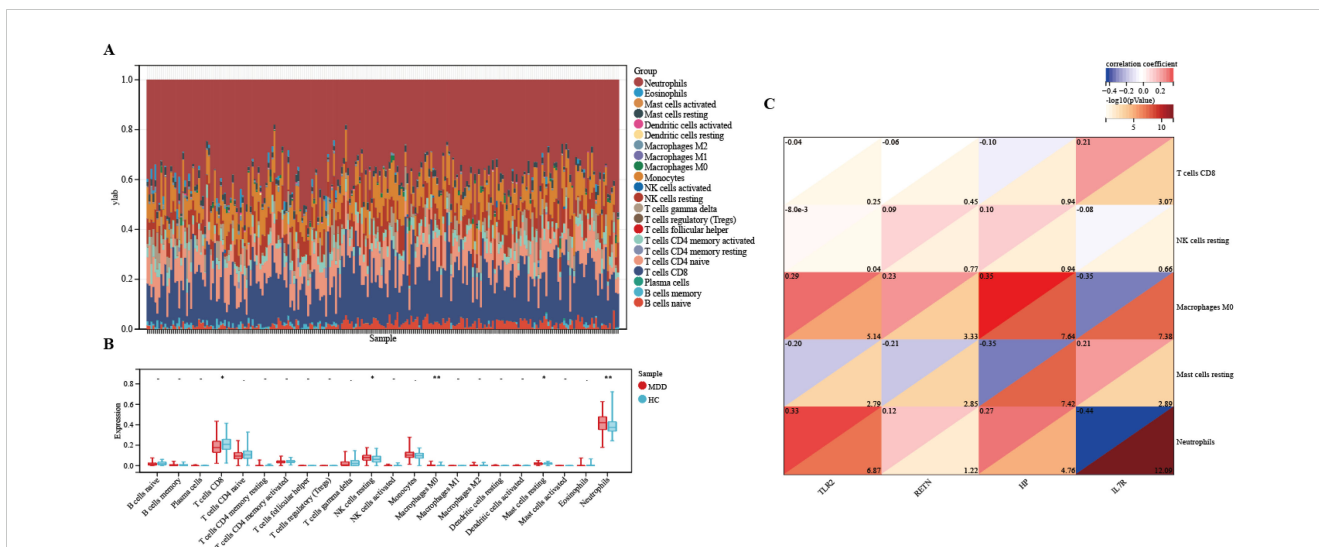 A
ylab
1.0
0.8
0.6
0.4
0.2
0.0
Sample
Group
Neutrophils
Eosinophils
Mast cells activated
Mast cells resting
Dendritic cells activated
Dendritic cells resting
Macrophages M2
Macrophages M1
Macrophages M0
Monocytes
NK cells activated
NK cells resting
T cells gamma delta
T cells regulatory (Tregs)
T cells follicular helper
T cells CD4 memory activated
T cells CD4 memory resting
T cells CD4 naive
T cells CD8
Plasma cells
B cells memory
B cells naive
B
Expression
0.8
0.6
0.4
0.2
0.0
- - - * . - - - - - * - - ** - - - - * - . **
Sample
MDD
HC
B cells naive
B cells memory
Plasma cells
T cells CD8
T cells CD4 naive
T cells CD4 memory resting
T cells CD4 memory activated
T cells follicular helper
T cells regulatory (Tregs)
T cells gamma delta
NK cells resting
NK cells activated
Monocytes
Macrophages M0
Macrophages M1
Macrophages M2
Dendritic cells resting
Dendritic cells activated
Mast cells resting
Mast cells activated
Eosinophils
Neutrophils
C
correlation coefficient
−0.4 −0.2 0.0 0.2
-log10(pValue)
5 10
-0.04 -0.06 -0.10 0.21
T cells CD8
0.25 0.45 0.94 3.07
-8.0e-3 0.09 0.10 -0.08
NK cells resting
0.04 0.77 0.94 0.66
0.29 0.23 0.35 -0.35
Macrophages M0
5.14 3.33 7.64 7.38
-0.20 -0.21 -0.35 0.21
Mast cells resting
2.79 2.85 7.42 2.89
0.33 0.12 0.27 -0.44
Neutrophils
6.87 1.22 4.76
TLR2 RETN HP IL7R